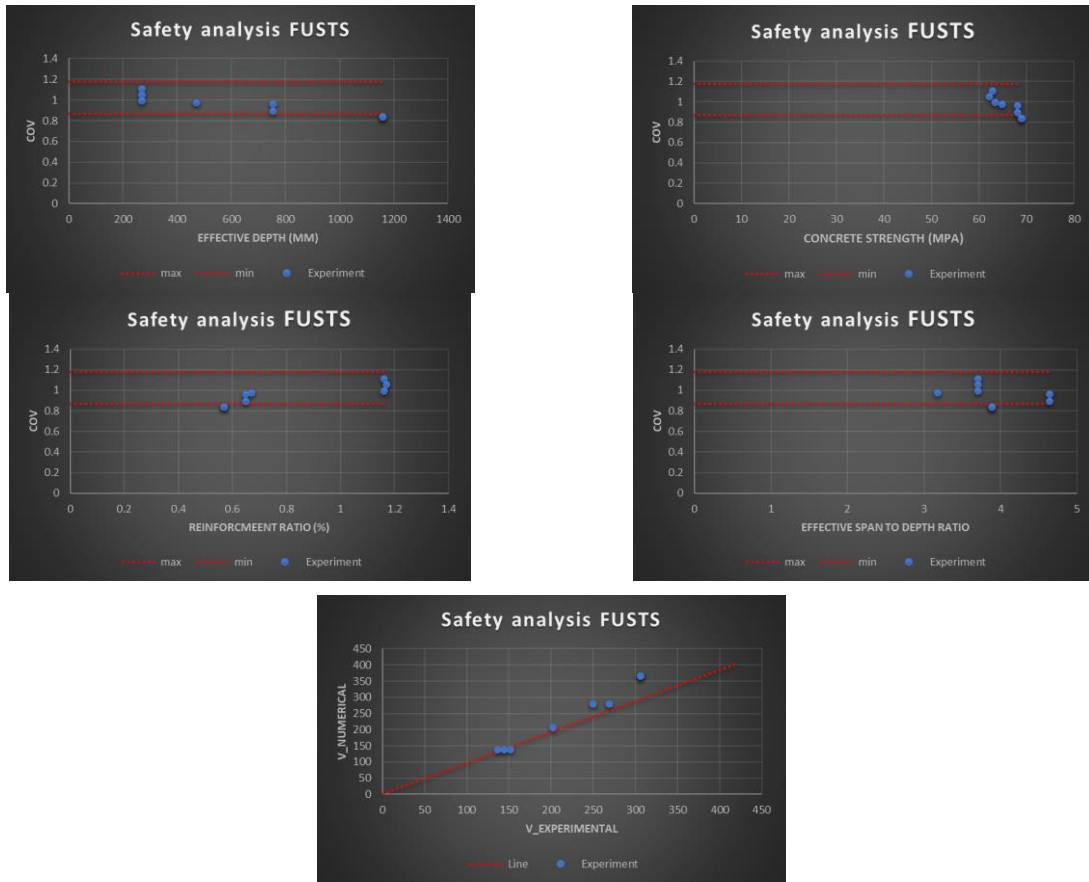 Safety analysis FUSTS
1.4
1.2
1
0.8
0.6
0.4
0.2
0
COV
0 200 400 600 800 1000 1200 1400
EFFECTIVE DEPTH (MM)
max min Experiment
Safety analysis FUSTS
1.4
1.2
1
0.8
0.6
0.4
0.2
0
COV
0 10 20 30 40 50 60 70 80
CONCRETE STRENGTH (MPA)
max min Experiment
Safety analysis FUSTS
1.4
1.2
1
0.8
0.6
0.4
0.2
0
COV
0 0.2 0.4 0.6 0.8 1 1.2 1.4
REINFORCMEENT RATIO (%)
max min Experiment
Safety analysis FUSTS
1.4
1.2
1
0.8
0.6
0.4
0.2
0
COV
0 1 2 3 4 5
EFFECTIVE SPAN TO DEPTH RATIO
max min Experiment
Safety analysis FUSTS
450
400
350
300
250
200
150
100
50
0
V_NUMERICAL
0 50 100 150 200 250 300 350 400 450
V_EXPERIMENTAL
Line Experiment